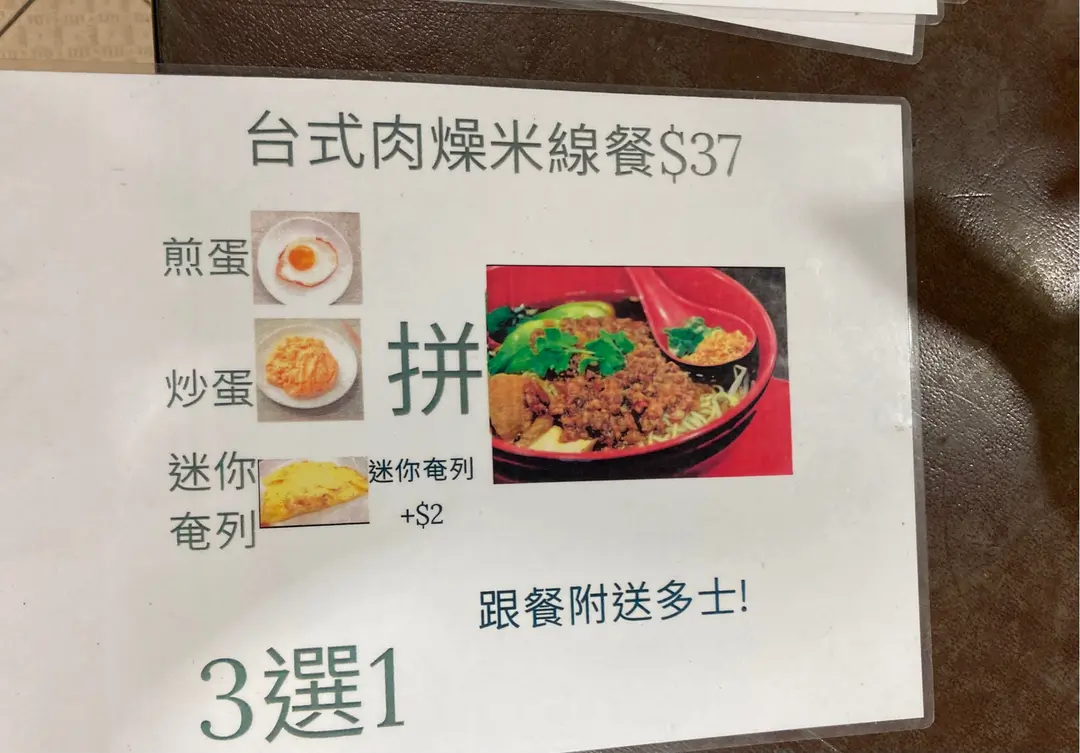 台式肉燥米線餐$37
煎蛋
炒蛋
拼
迷你
奄列
迷你奄列
+$2
跟餐附送多士!
3選1